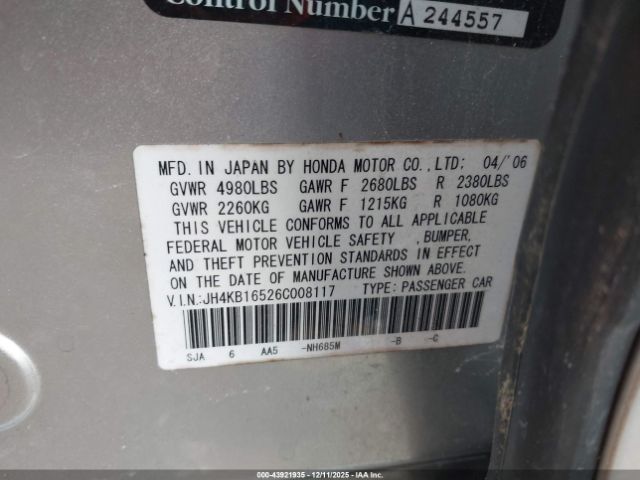 Control Number A 244557
MFD. IN JAPAN BY HONDA MOTOR CO.,LTD: 04/'06
GVWR 4980LBS GAWR F 2680LBS R 2380LBS
GVWR 2260KG GAWR F 1215KG R 1080KG
THIS VEHICLE CONFORMS TO ALL APPLICABLE
FEDERAL MOTOR VEHICLE SAFETY , BUMPER,
AND THEFT PREVENTION STANDARDS IN EFFECT
ON THE DATE OF MANUFACTURE SHOWN ABOVE.
V.IN.:JH4KB16526C008117 TYPE: PASSENGER CAR
SJA 6 AA5 -NH685M -B -C
000-43921935 - 12/11/2025 - COPYRIGHT IAA, LLC